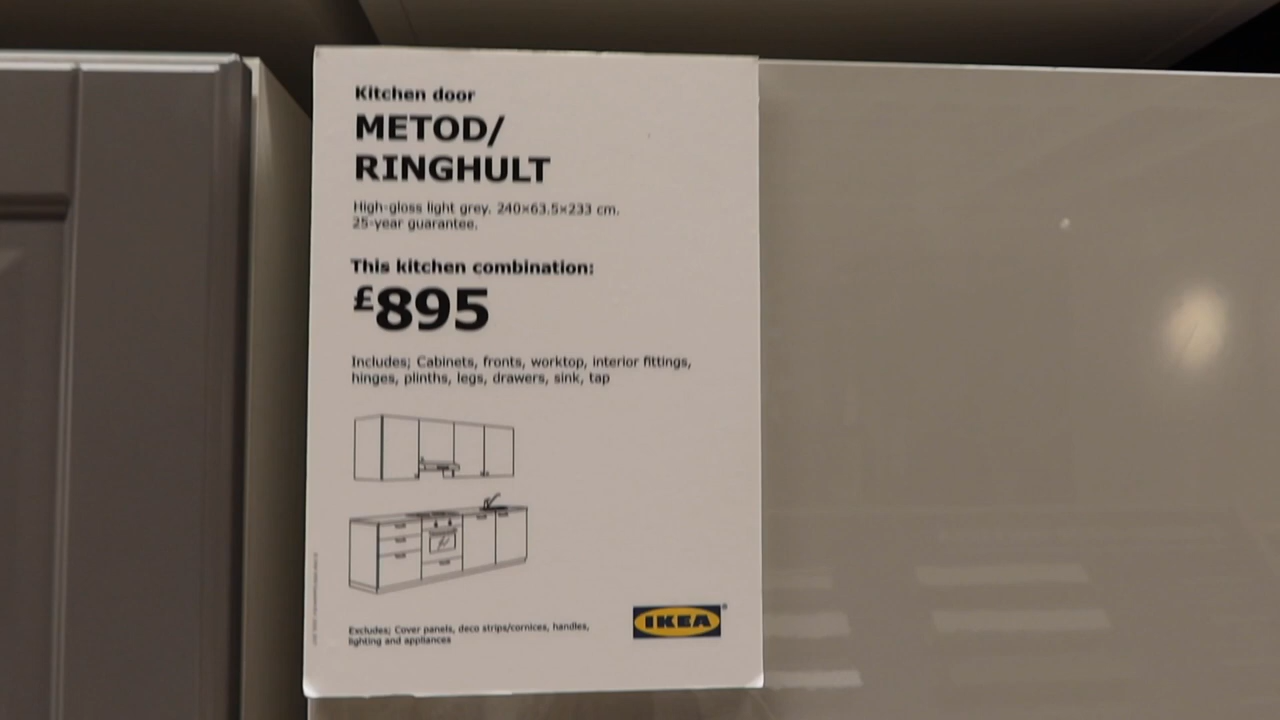 Kitchen door
METOD/
RINGHULT
High-gloss light grey. 240×63.5×233 cm.
25-year guarantee.
This kitchen combination:
£895
Includes; Cabinets, fronts, worktop, interior fittings,
hinges, plinths, legs, drawers, sink, tap
Excludes; Cover panels, deco strips/cornices, handles,
lighting and appliances
IKEA®